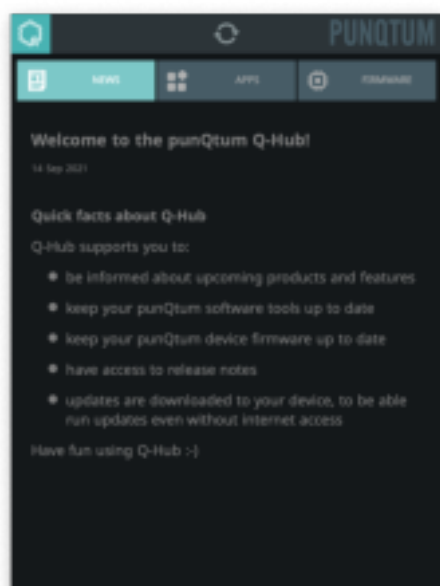 PUNQTUM
NEWS
APPS
FIRMWARE
Welcome to the punQtum Q-Hub!
14 Sep 2021
Quick facts about Q-Hub
Q-Hub supports you to:
be informed about upcoming products and features
keep your punQtum software tools up to date
keep your punQtum device firmware up to date
have access to release notes
updates are downloaded to your device, to be able
run updates even without internet access
Have fun using Q-Hub :-)